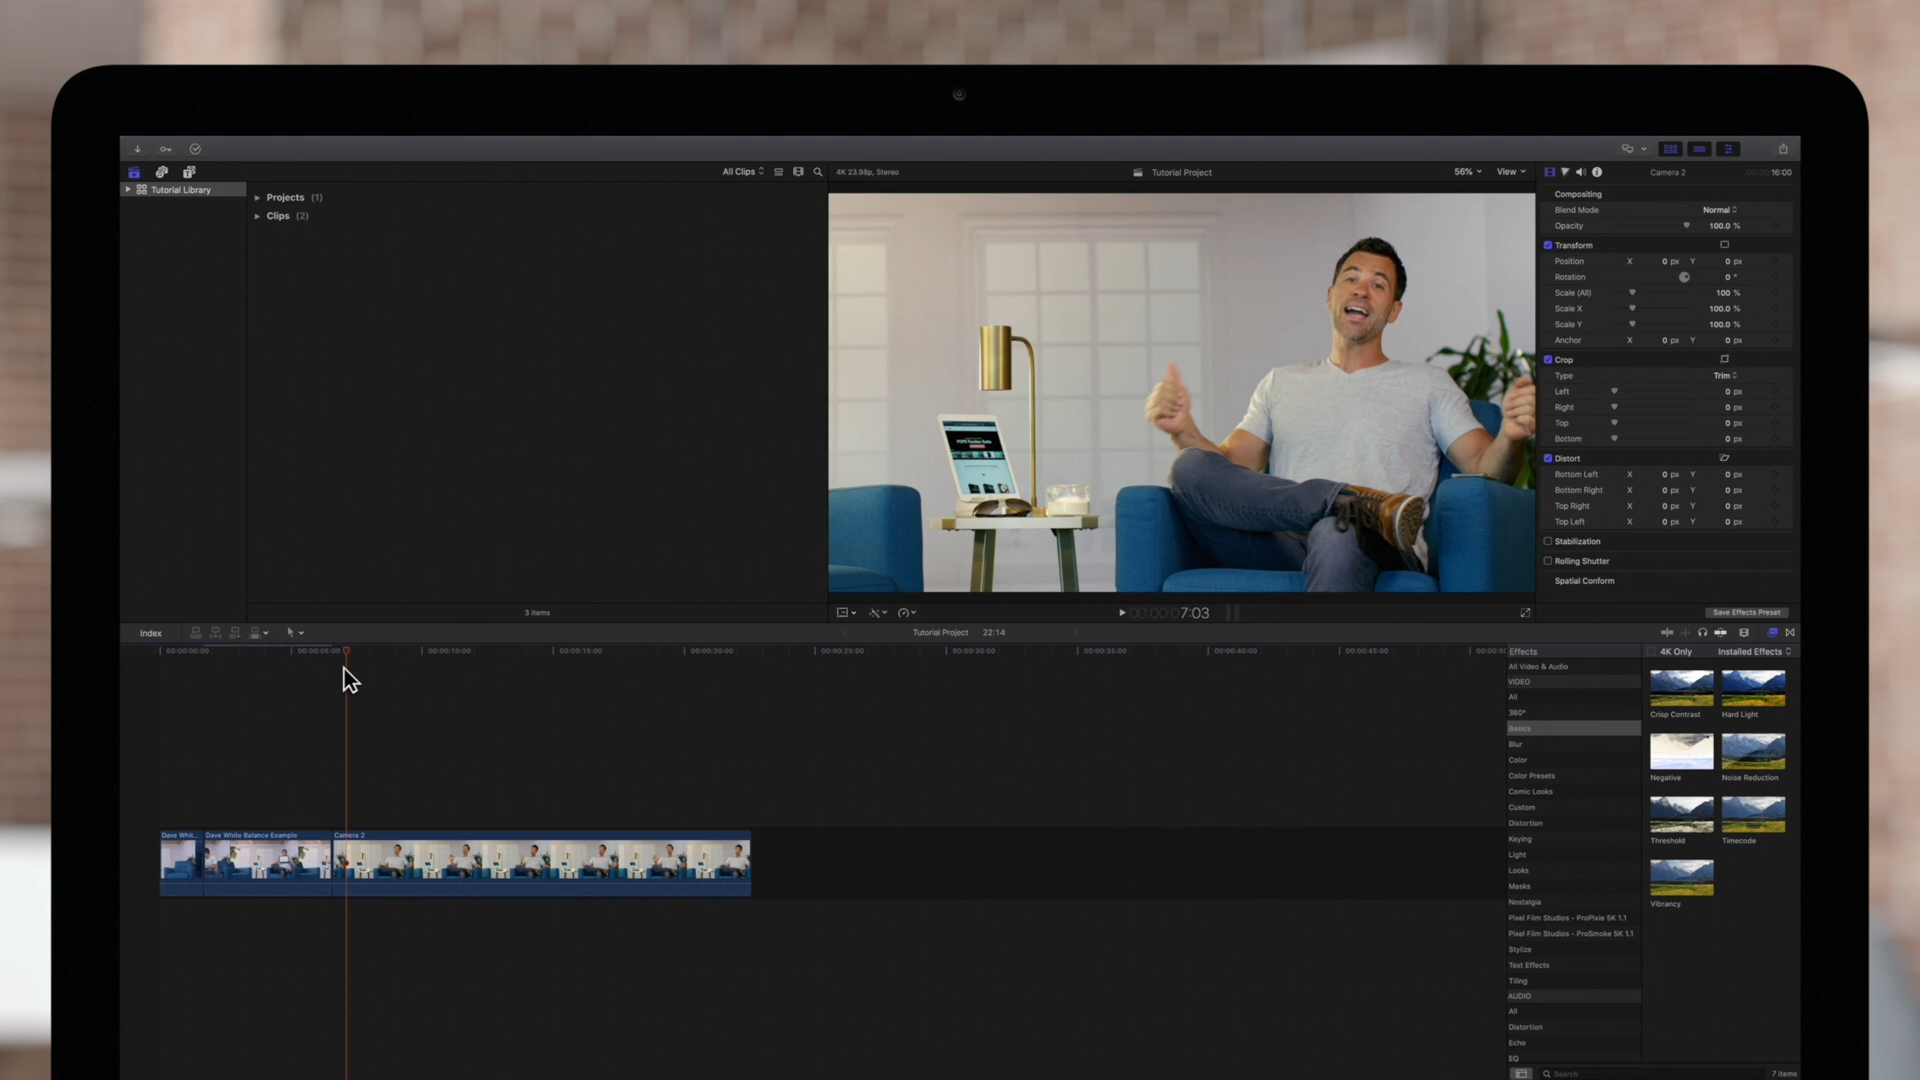 All Clips
4K 23.98p, Stereo
Tutorial Project
56%
View
Camera 2
00:00:16:00
Tutorial Library
Projects (1)
Clips (2)
3 items
PCPE Tracker Suite
00:00:00:07:03
Compositing
Blend Mode Normal
Opacity 100.0 %
Transform
Position X 0 px Y 0 px
Rotation 0 °
Scale (All) 100 %
Scale X 100.0 %
Scale Y 100.0 %
Anchor X 0 px Y 0 px
Crop
Type Trim
Left 0 px
Right 0 px
Top 0 px
Bottom 0 px
Distort
Bottom Left X 0 px Y 0 px
Bottom Right X 0 px Y 0 px
Top Right X 0 px Y 0 px
Top Left X 0 px Y 0 px
Stabilization
Rolling Shutter
Spatial Conform
Save Effects Preset
Index
Tutorial Project 22:14
00:00:00:00 00:00:05:00 00:00:10:00 00:00:15:00 00:00:20:00 00:00:25:00 00:00:30:00 00:00:35:00 00:00:40:00 00:00:45:00
Dave Whit...
Dave White Balance Example
Camera 2
Effects
4K Only
Installed Effects
All Video & Audio
VIDEO
All
360°
Basics
Blur
Color
Color Presets
Comic Looks
Custom
Distortion
Keying
Light
Looks
Masks
Nostalgia
Pixel Film Studios - ProPixie 5K 1.1
Pixel Film Studios - ProSmoke 5K 1.1
Stylize
Text Effects
Tiling
AUDIO
All
Distortion
Echo
EQ
Crisp Contrast
Hard Light
Negative
Noise Reduction
Threshold
Timecode
Vibrancy
Search
7 items